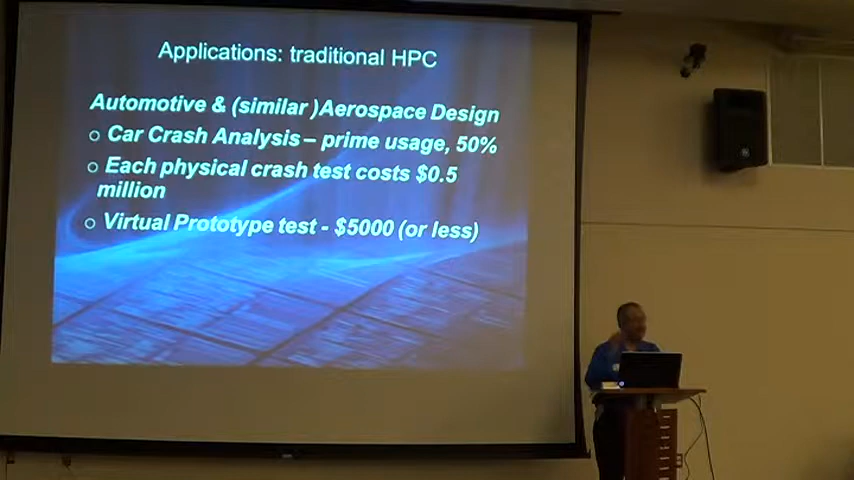 Applications: traditional HPC
Automotive & (similar )Aerospace Design
○ Car Crash Analysis – prime usage, 50%
○ Each physical crash test costs $0.5
million
○ Virtual Prototype test - $5000 (or less)